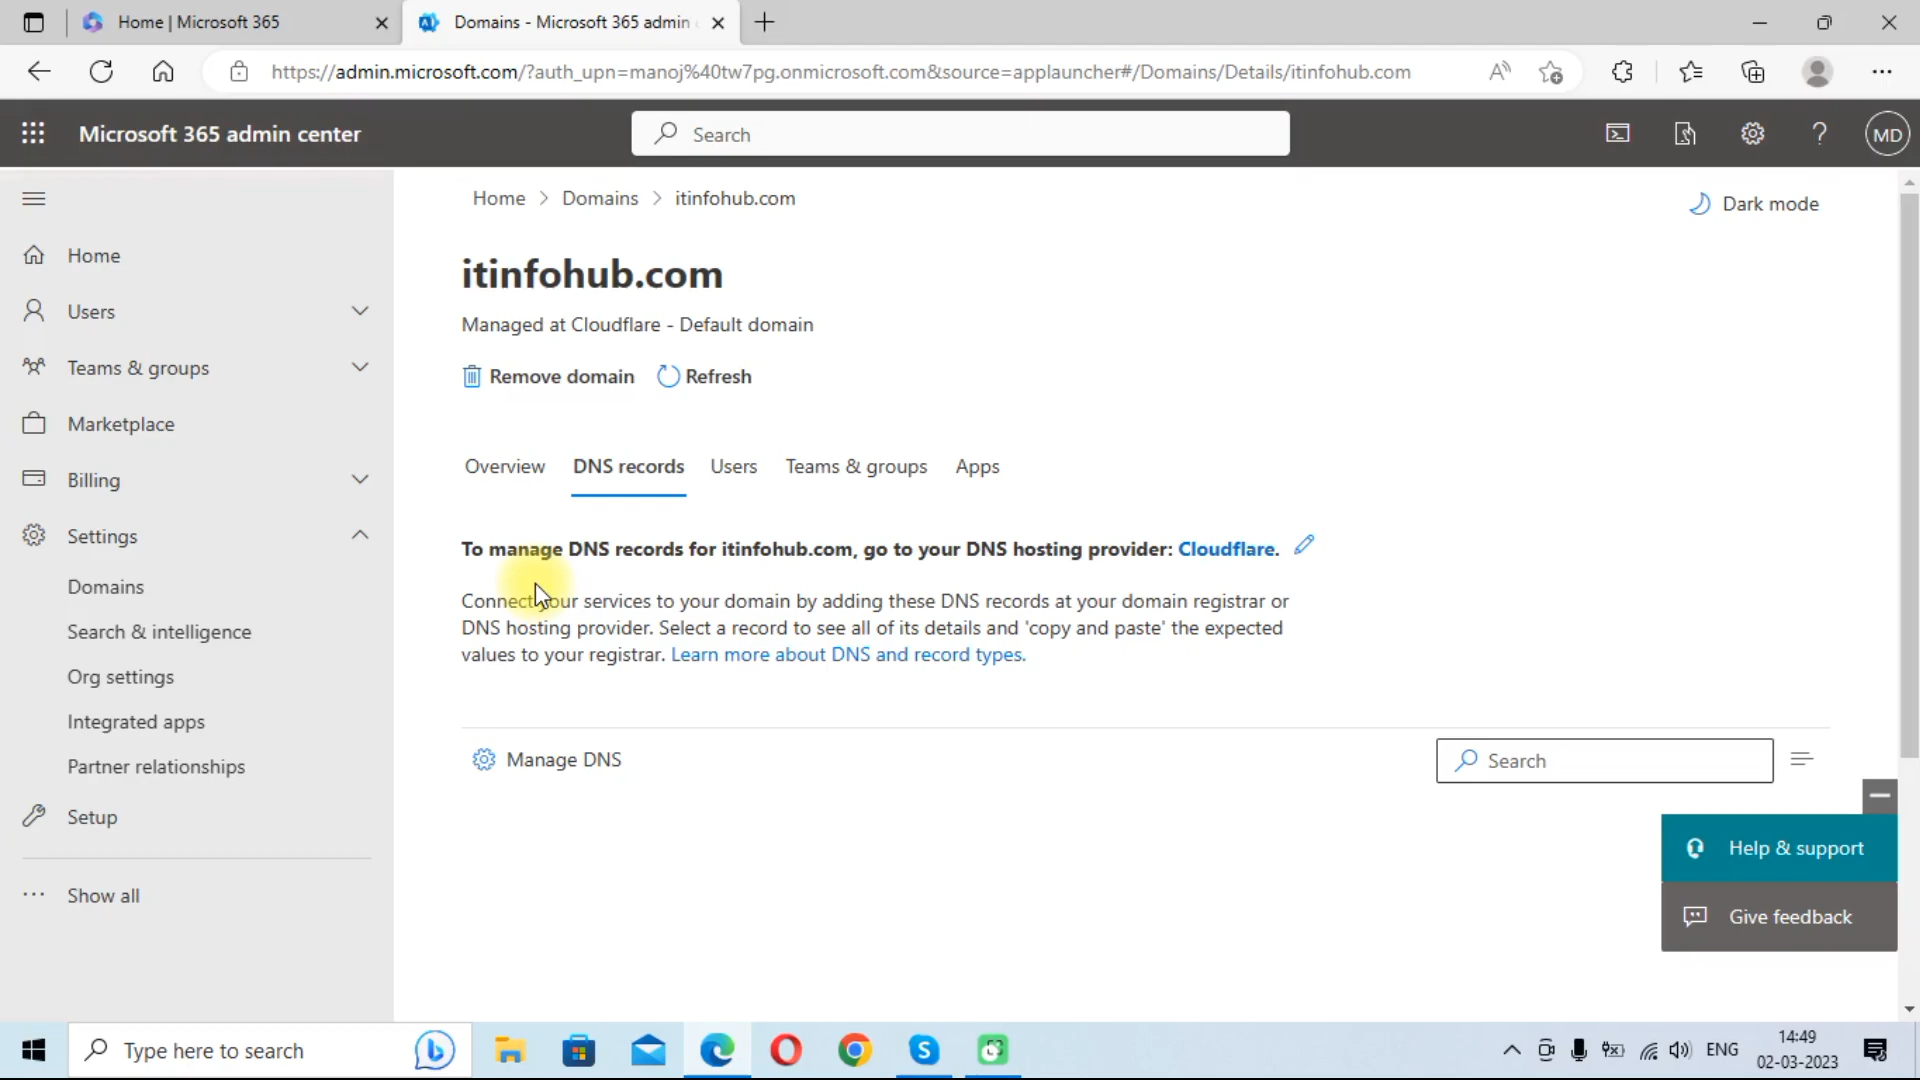 Home | Microsoft 365
Domains - Microsoft 365 admin
https://admin.microsoft.com/?auth_upn=manoj%40tw7pg.onmicrosoft.com&source=applauncher#/Domains/Details/itinfohub.com
Microsoft 365 admin center
Search
MD
Home
Users
Teams & groups
Marketplace
Billing
Settings
Domains
Search & intelligence
Org settings
Integrated apps
Partner relationships
Setup
Show all
Home > Domains > itinfohub.com
Dark mode
itinfohub.com
Managed at Cloudflare - Default domain
Remove domain
Refresh
Overview
DNS records
Users
Teams & groups
Apps
To manage DNS records for itinfohub.com, go to your DNS hosting provider: Cloudflare.
Connect your services to your domain by adding these DNS records at your domain registrar or
DNS hosting provider. Select a record to see all of its details and 'copy and paste' the expected
values to your registrar. Learn more about DNS and record types.
Manage DNS
Search
Help & support
Give feedback
Type here to search
ENG
14:49
02-03-2023